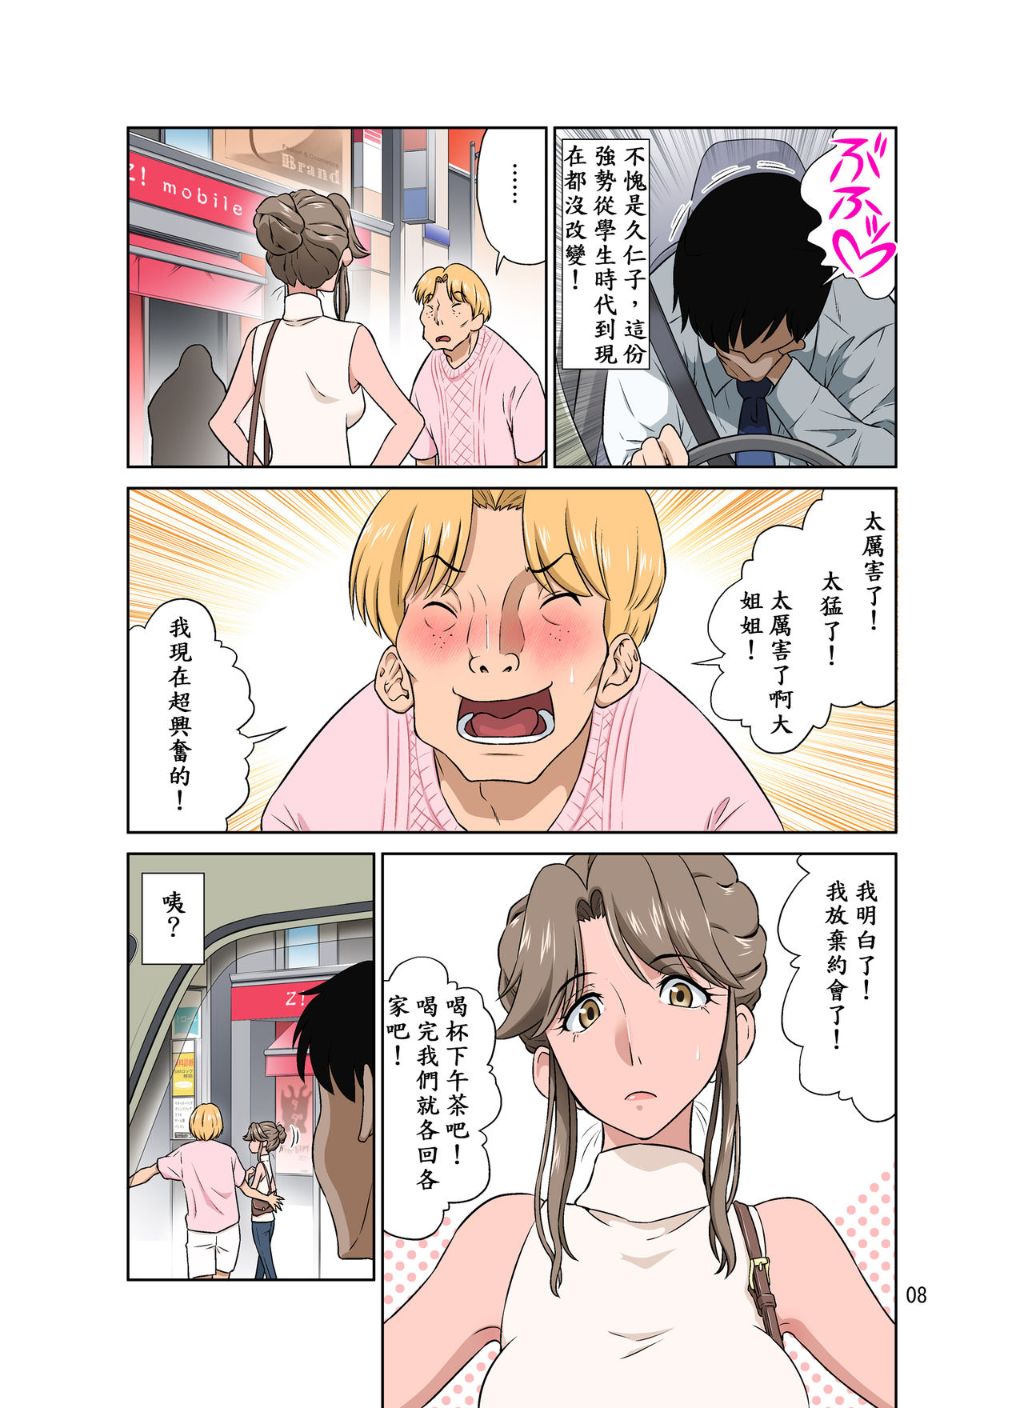 ぶふッ♡
不愧是久仁子，這份
強勢從學生時代到現
在都沒改變！
……
Brand
Z! mobile
太厲害了！
太猛了！
太厲害了啊大
姐姐！
我現在超興奮的！
我明白了！
我放棄約會了！
喝杯下午茶吧！
喝完我們就各回各
家吧！
咦？
Z!
08